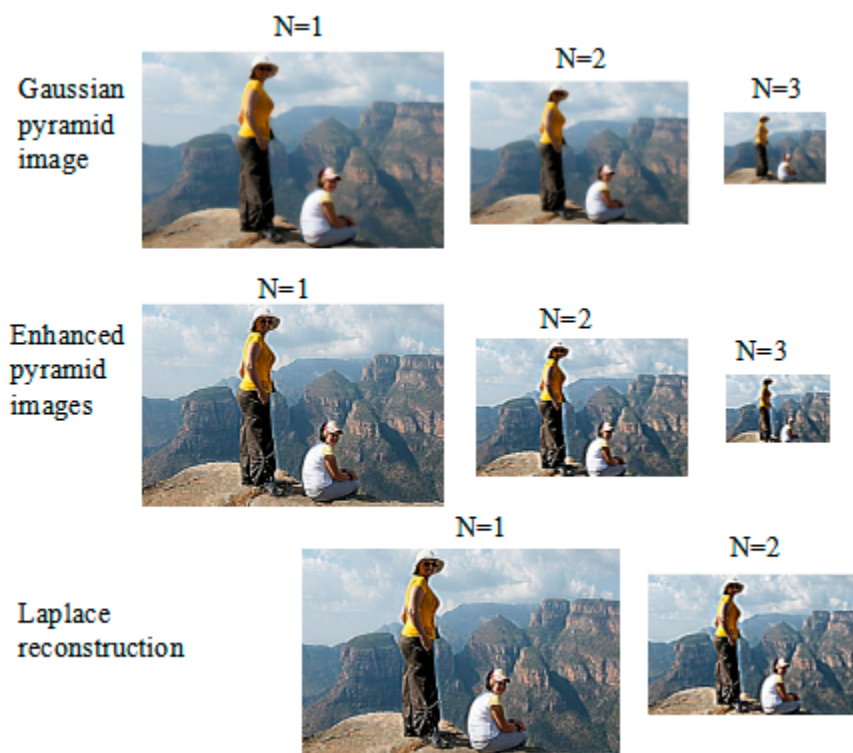 N=1
N=2
N=3
Gaussian
pyramid
image
N=1
N=2
N=3
Enhanced
pyramid
images
N=1
N=2
Laplace
reconstruction